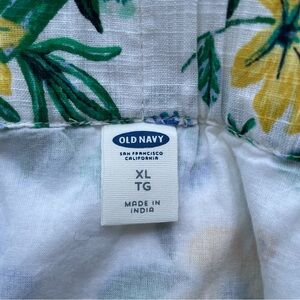 OLD NAVY
SAN FRANCISCO
CALIFORNIA
XL
TG
MADE IN
INDIA